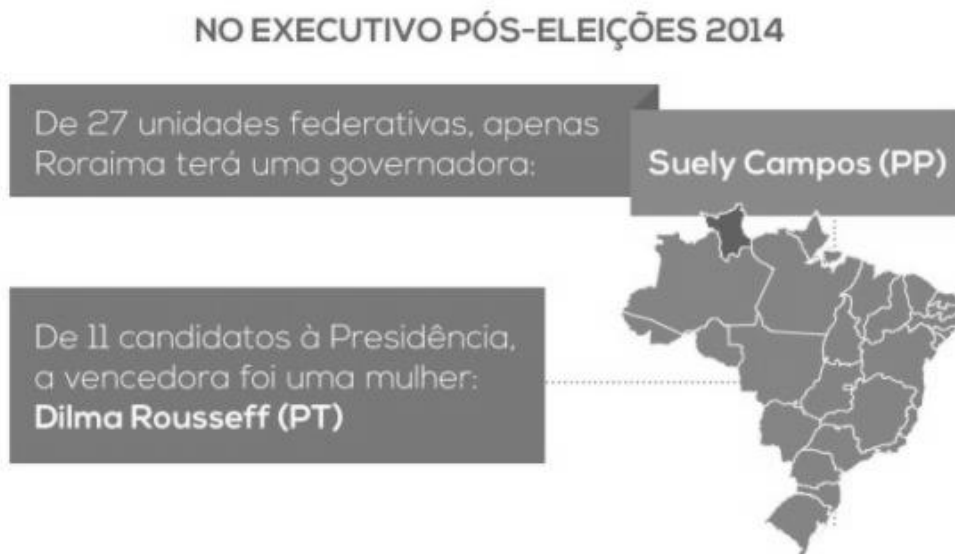 NO EXECUTIVO PÓS-ELEIÇÕES 2014
De 27 unidades federativas, apenas
Roraima terá uma governadora:
Suely Campos (PP)
De 11 candidatos à Presidência,
a vencedora foi uma mulher:
Dilma Rousseff (PT)